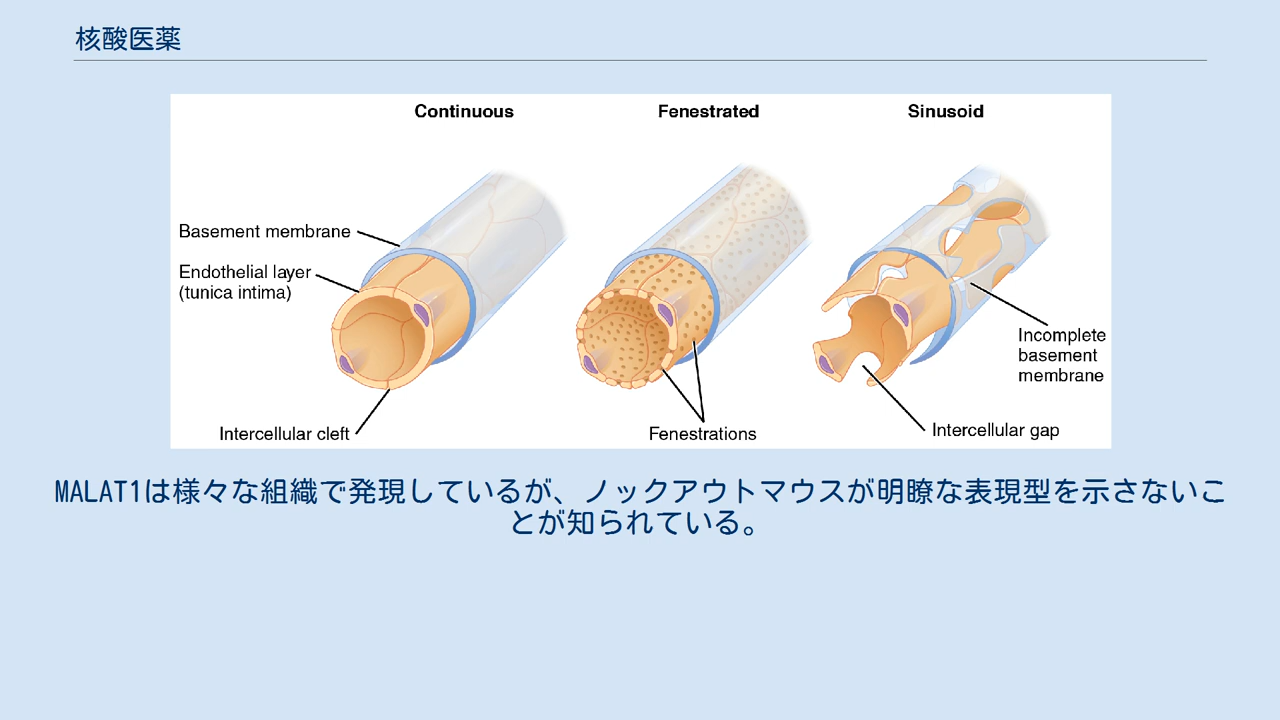 核酸医薬
Continuous
Fenestrated
Sinusoid
Basement membrane
Endothelial layer
(tunica intima)
Intercellular cleft
Fenestrations
Incomplete
basement
membrane
Intercellular gap
MALAT1は様々な組織で発現しているが、ノックアウトマウスが明瞭な表現型を示さないこ
とが知られている。